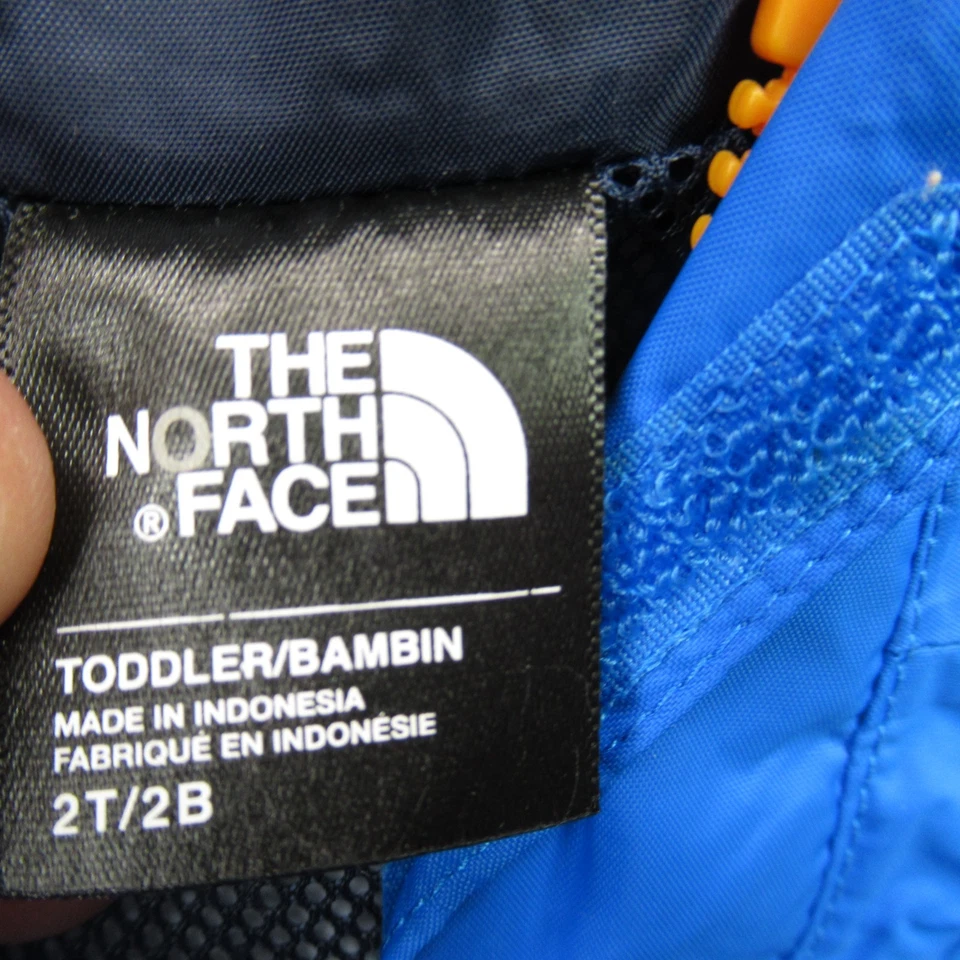 THE
NORTH
® FACE
TODDLER/BAMBIN
MADE IN INDONESIA
FABRIQUÉ EN INDONÉSIE
2T/2B